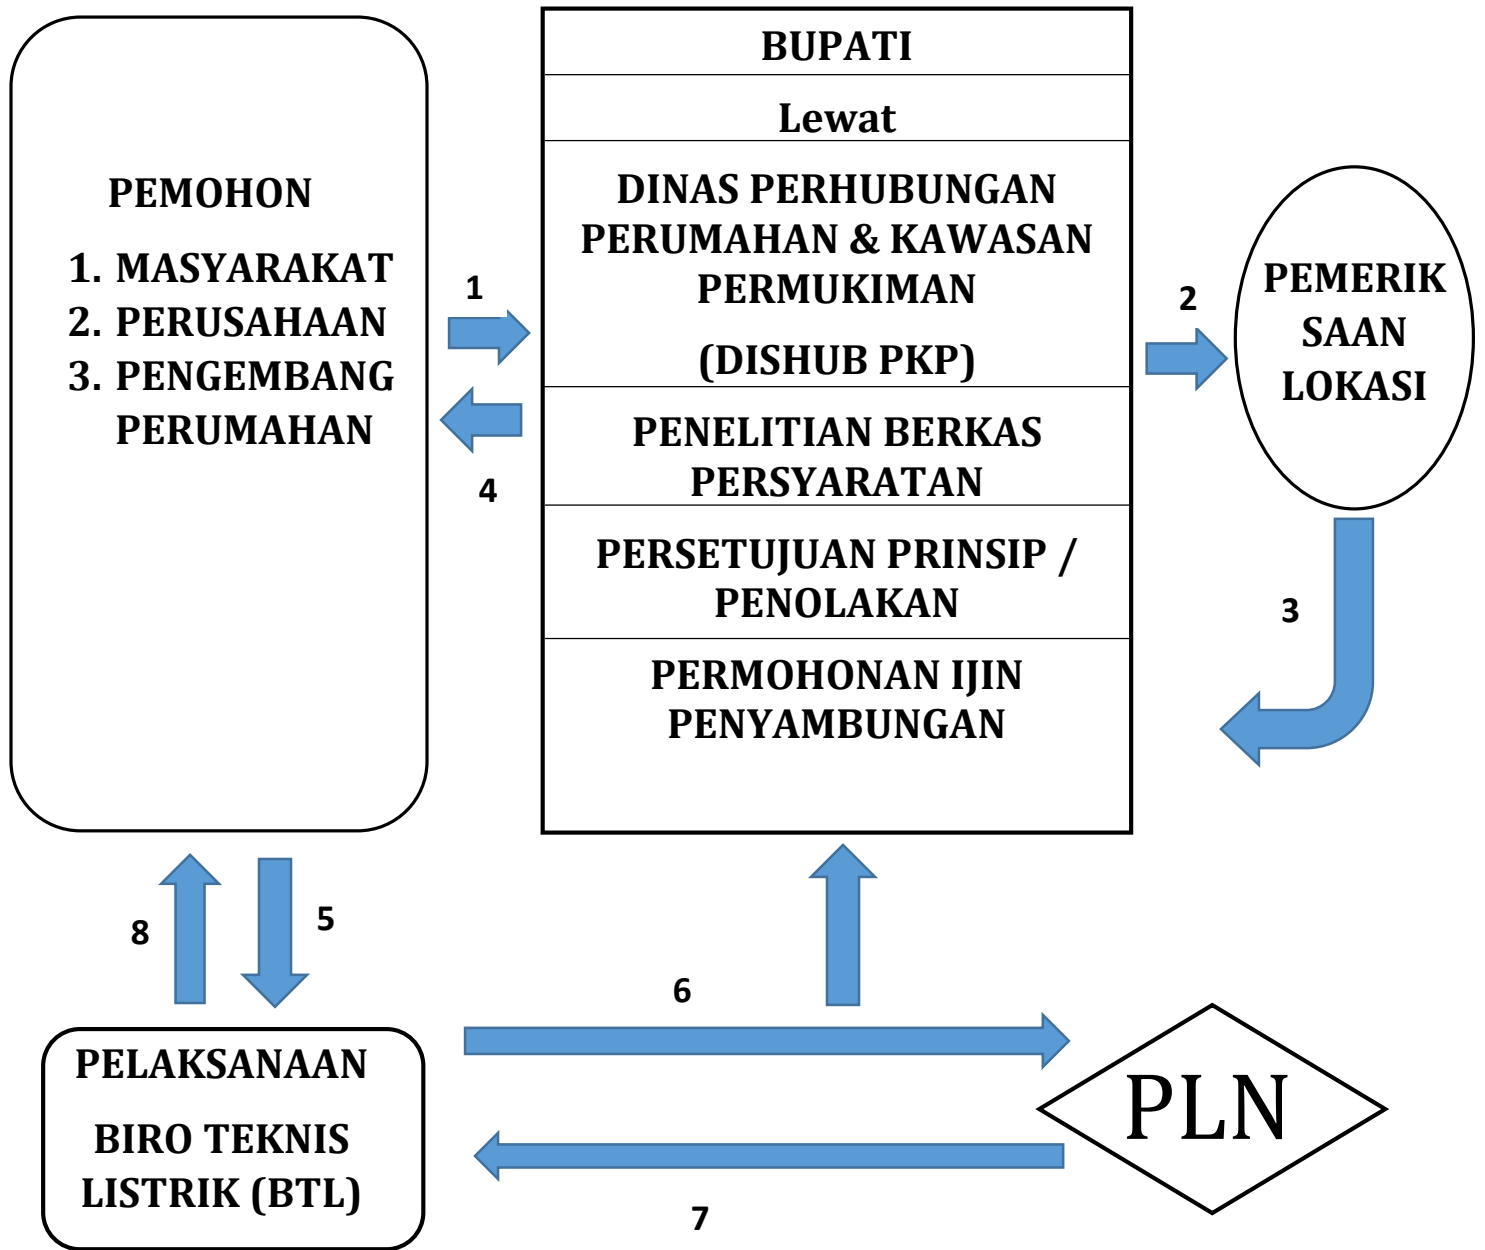 PEMOHON
1. MASYARAKAT
2. PERUSAHAAN
3. PENGEMBANG
PERUMAHAN
1
4
BUPATI
Lewat
DINAS PERHUBUNGAN
PERUMAHAN & KAWASAN
PERMUKIMAN
(DISHUB PKP)
PENELITIAN BERKAS
PERSYARATAN
PERSETUJUAN PRINSIP /
PENOLAKAN
PERMOHONAN IJIN
PENYAMBUNGAN
2
PEMERIK
SAAN
LOKASI
3
8
5
6
PELAKSANAAN
BIRO TEKNIS
LISTRIK (BTL)
PLN
7